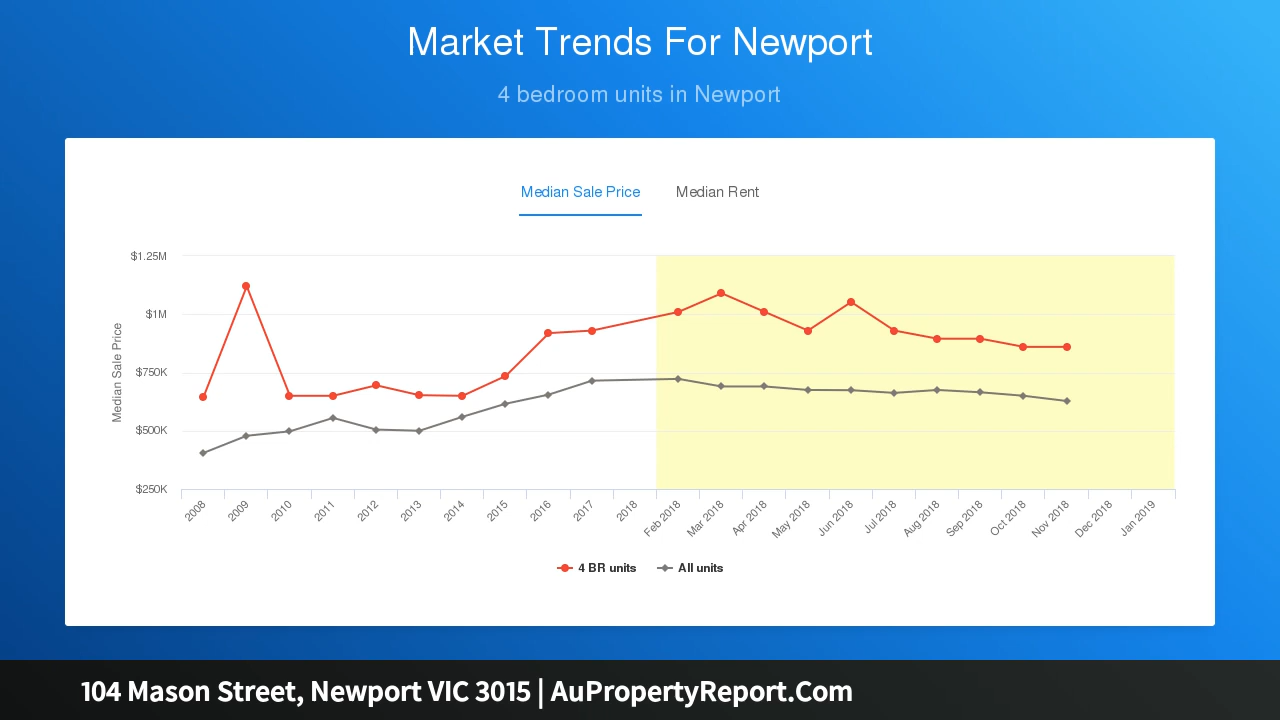 Market Trends For Newport
4 bedroom units in Newport
Median Sale Price Median Rent
Median Sale Price
$1.25M
$1M
$750K
$500K
$250K
2008 2009 2010 2011 2012 2013 2014 2015 2016 2017 2018 Feb 2018 Mar 2018 Apr 2018 May 2018 Jun 2018 Jul 2018 Aug 2018 Sep 2018 Oct 2018 Nov 2018 Dec 2018 Jan 2019
4 BR units All units
104 Mason Street, Newport VIC 3015 | AuPropertyReport.Com